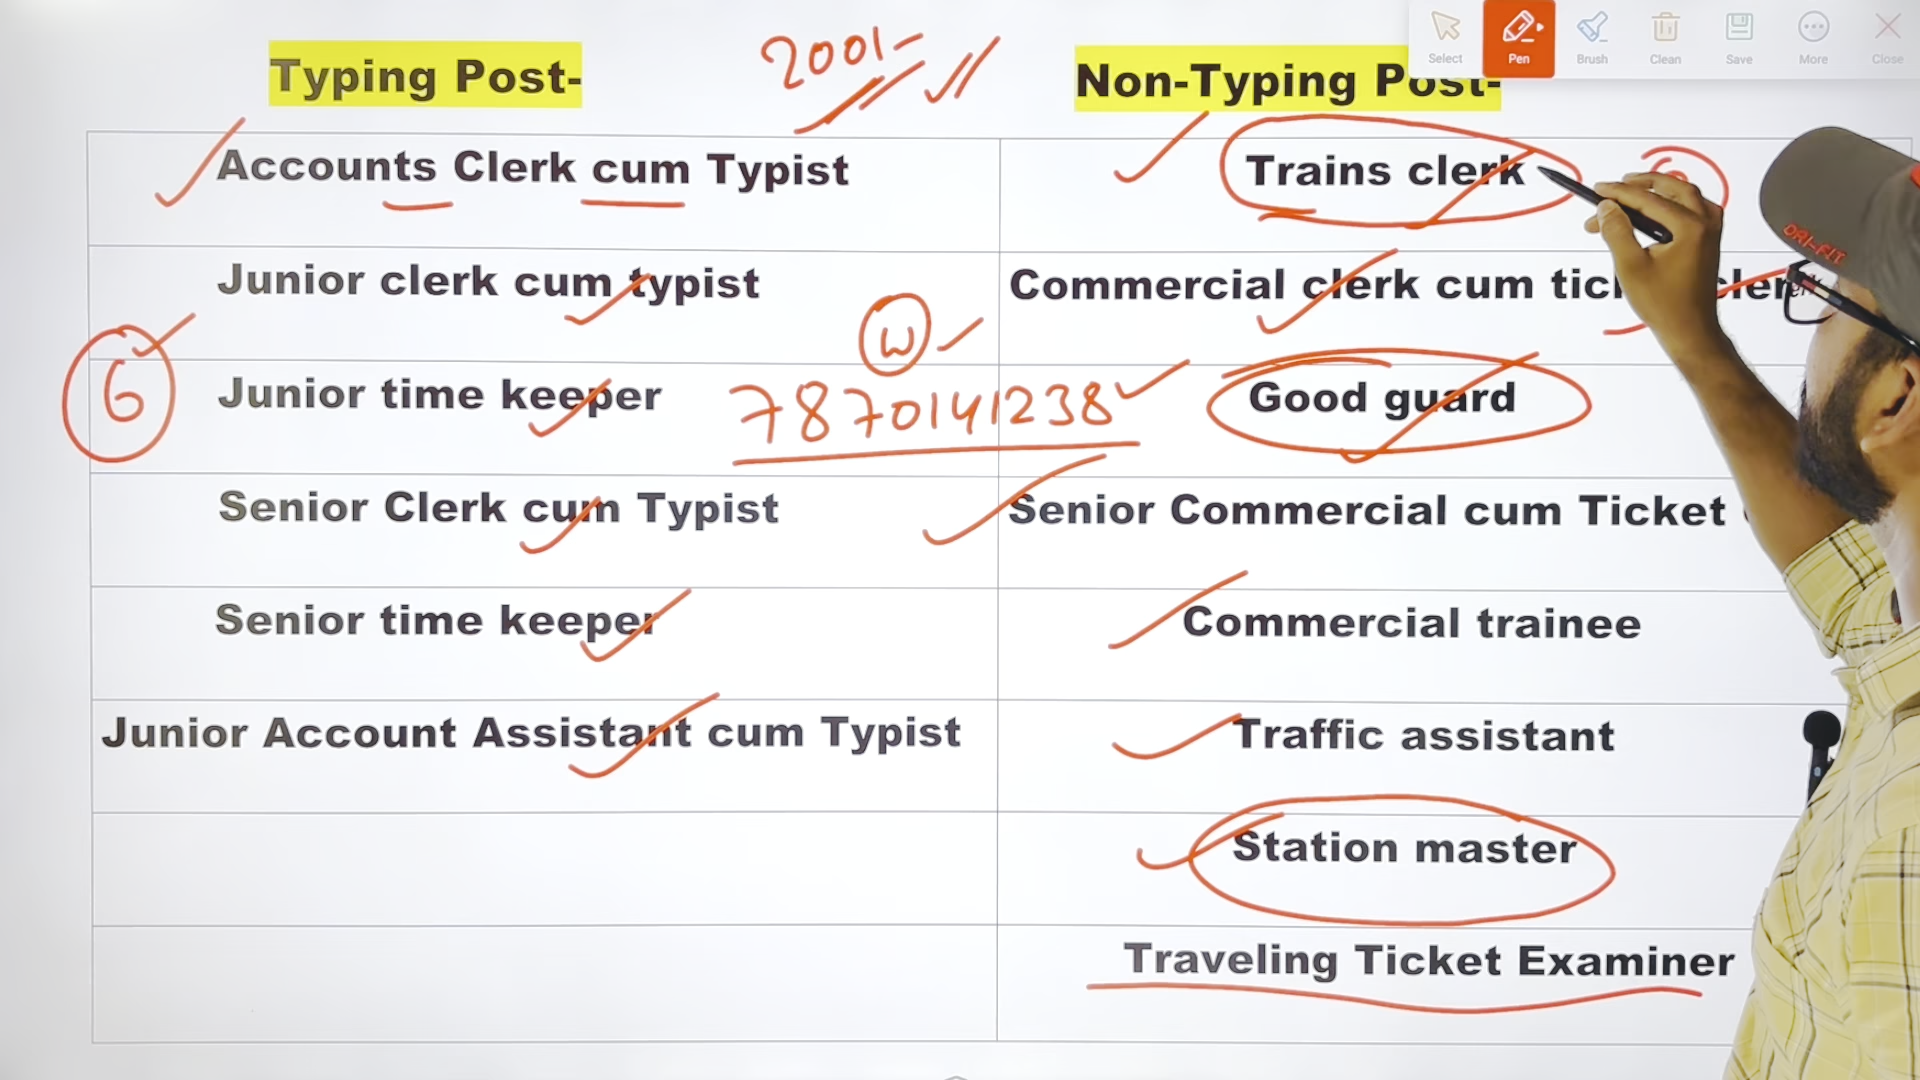 Select Pen Brush Clean Save More Close
Typing Post-
2001-
Non-Typing Post-
Accounts Clerk cum Typist
Trains clerk
Junior clerk cum typist
Commercial clerk cum
W
6
Junior time keeper
7870141238
Good guard
Senior Clerk cum Typist
Senior Commercial cum Ticket
Senior time keeper
Commercial trainee
Junior Account Assistant cum Typist
Traffic assistant
Station master
Traveling Ticket Examiner
DRI-FIT